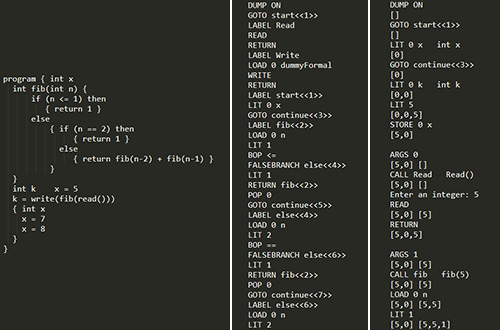 program { int x
int fib(int n) {
if (n <= 1) then
{ return 1 }
else
{ if (n == 2) then
{ return 1 }
else
{ return fib(n-2) + fib(n-1) }
}
}
int k    x = 5
k = write(fib(read()))
{ int x
x = 7
x = 8
}
}
DUMP ON
GOTO start<<1>>
LABEL Read
READ
RETURN
LABEL Write
LOAD 0 dummyFormal
WRITE
RETURN
LABEL start<<1>>
LIT 0 x
GOTO continue<<3>>
LABEL fib<<2>>
LOAD 0 n
LIT 1
BOP <=
FALSEBRANCH else<<4>>
LIT 1
RETURN fib<<2>>
POP 0
GOTO continue<<5>>
LABEL else<<4>>
LOAD 0 n
LIT 2
BOP ==
FALSEBRANCH else<<6>>
LIT 1
RETURN fib<<2>>
POP 0
GOTO continue<<7>>
LABEL else<<6>>
LOAD 0 n
LIT 2
DUMP ON
[]
GOTO start<<1>>
[]
LIT 0 x   int x
[0]
GOTO continue<<3>>
[0]
LIT 0 k   int k
[0,0]
LIT 5
[0,0,5]
STORE 0 x
[5,0]
ARGS 0
[5,0] []
CALL Read   Read()
[5,0] []
Enter an integer: 5
READ
[5,0] [5]
RETURN
[5,0,5]
ARGS 1
[5,0] [5]
CALL fib   fib(5)
[5,0] [5]
LOAD 0 n
[5,0] [5,5]
LIT 1
[5,0] [5,5,1]